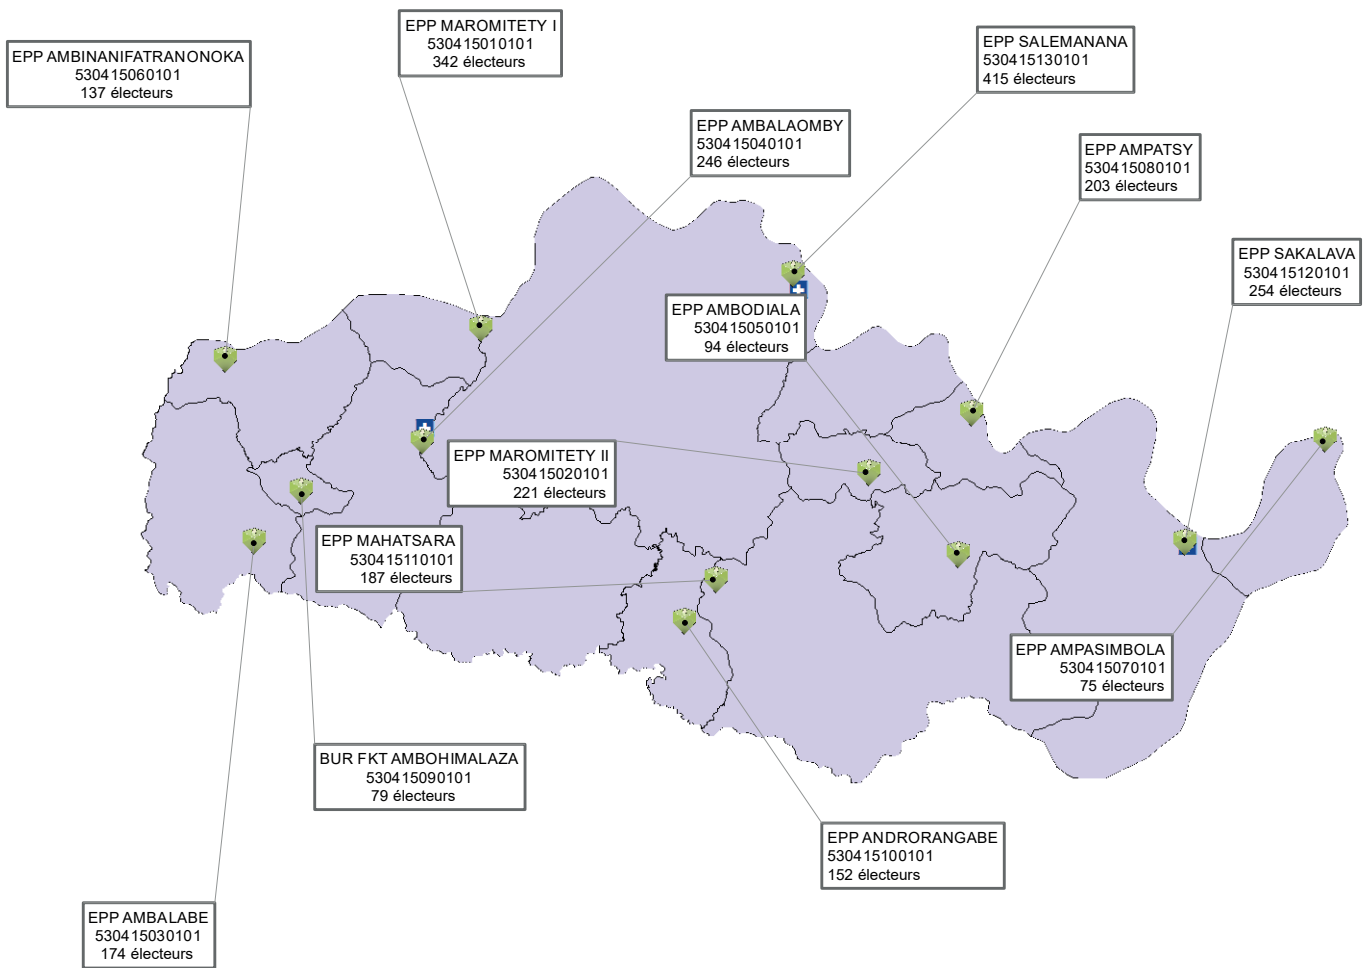 EPP MAROMITETY I
530415010101
342 électeurs
EPP SALEMANANA
530415130101
415 électeurs
EPP AMBINANIFATRANONOKA
530415060101
137 électeurs
EPP AMBALAOMBY
530415040101
246 électeurs
EPP AMPATSY
530415080101
203 électeurs
EPP SAKALAVA
530415120101
254 électeurs
EPP AMBODIALA
530415050101
94 électeurs
EPP MAROMITETY II
530415020101
221 électeurs
EPP MAHATSARA
530415110101
187 électeurs
EPP AMPASIMBOLA
530415070101
75 électeurs
BUR FKT AMBOHIMALAZA
530415090101
79 électeurs
EPP ANDRORANGABE
530415100101
152 électeurs
EPP AMBALABE
530415030101
174 électeurs